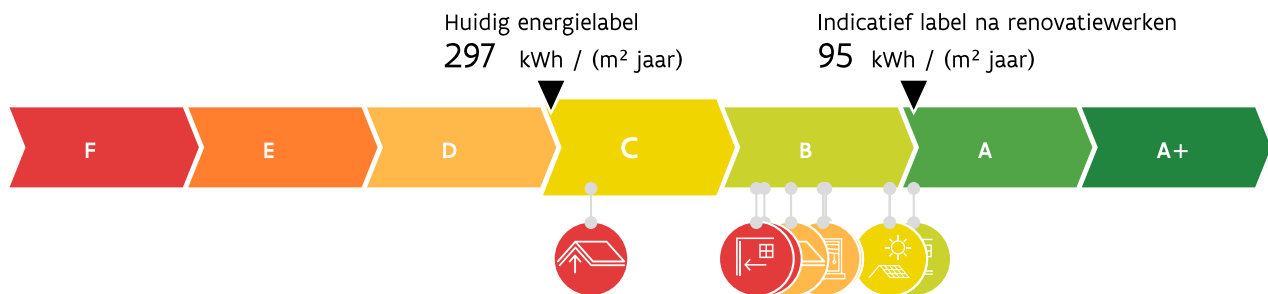 Huidig energielabel
297 kWh / (m² jaar)
Indicatief label na renovatiewerken
95 kWh / (m² jaar)
F E D C B A A+